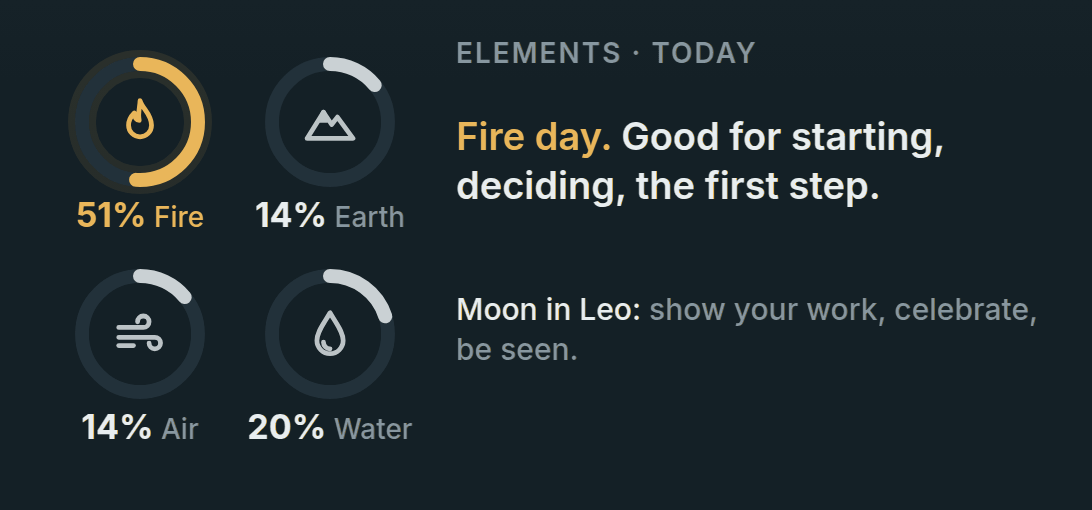 ELEMENTS · TODAY
Fire day. Good for starting,
deciding, the first step.
51% Fire
14% Earth
14% Air
20% Water
Moon in Leo: show your work, celebrate,
be seen.